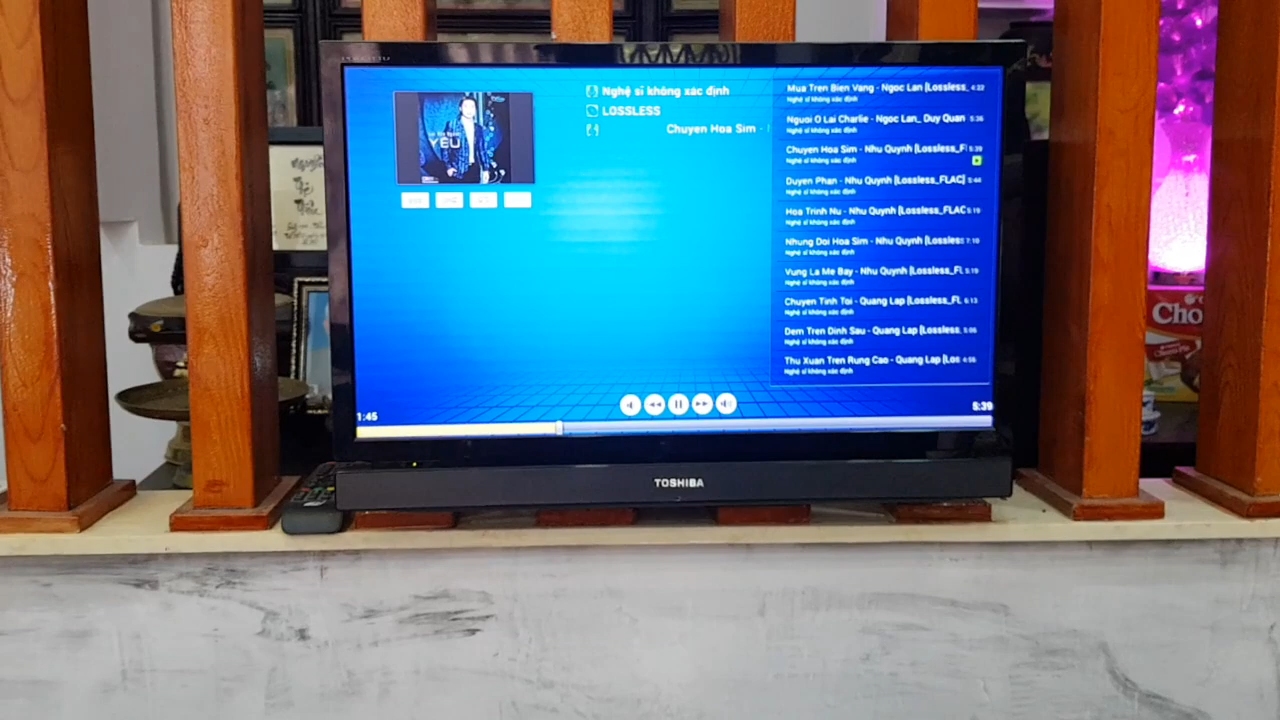 YÊU
Nghệ sĩ không xác định
LOSSLESS
Chuyen Hoa Sim -
Mua Tren Bien Vang - Ngoc Lan [Lossless_ 4:22
Nghệ sĩ không xác định
Nguoi O Lai Charlie - Ngoc Lan_ Duy Quan 5:36
Nghệ sĩ không xác định
Chuyen Hoa Sim - Nhu Quynh [Lossless_F 5:39
Nghệ sĩ không xác định
Duyen Phan - Nhu Quynh [Lossless_FLAC] 5:44
Nghệ sĩ không xác định
Hoa Trinh Nu - Nhu Quynh [Lossless_FLAC 5:19
Nghệ sĩ không xác định
Nhung Doi Hoa Sim - Nhu Quynh [Lossles 7:10
Nghệ sĩ không xác định
Vung La Me Bay - Nhu Quynh [Lossless_FL 5:19
Nghệ sĩ không xác định
Chuyen Tinh Toi - Quang Lap [Lossless_FL 6:13
Nghệ sĩ không xác định
Dem Tren Dinh Sau - Quang Lap [Lossless_ 5:06
Nghệ sĩ không xác định
Thu Xuan Tren Rung Cao - Quang Lap [Los 4:56
Nghệ sĩ không xác định
1:45
5:39
TOSHIBA
Cho